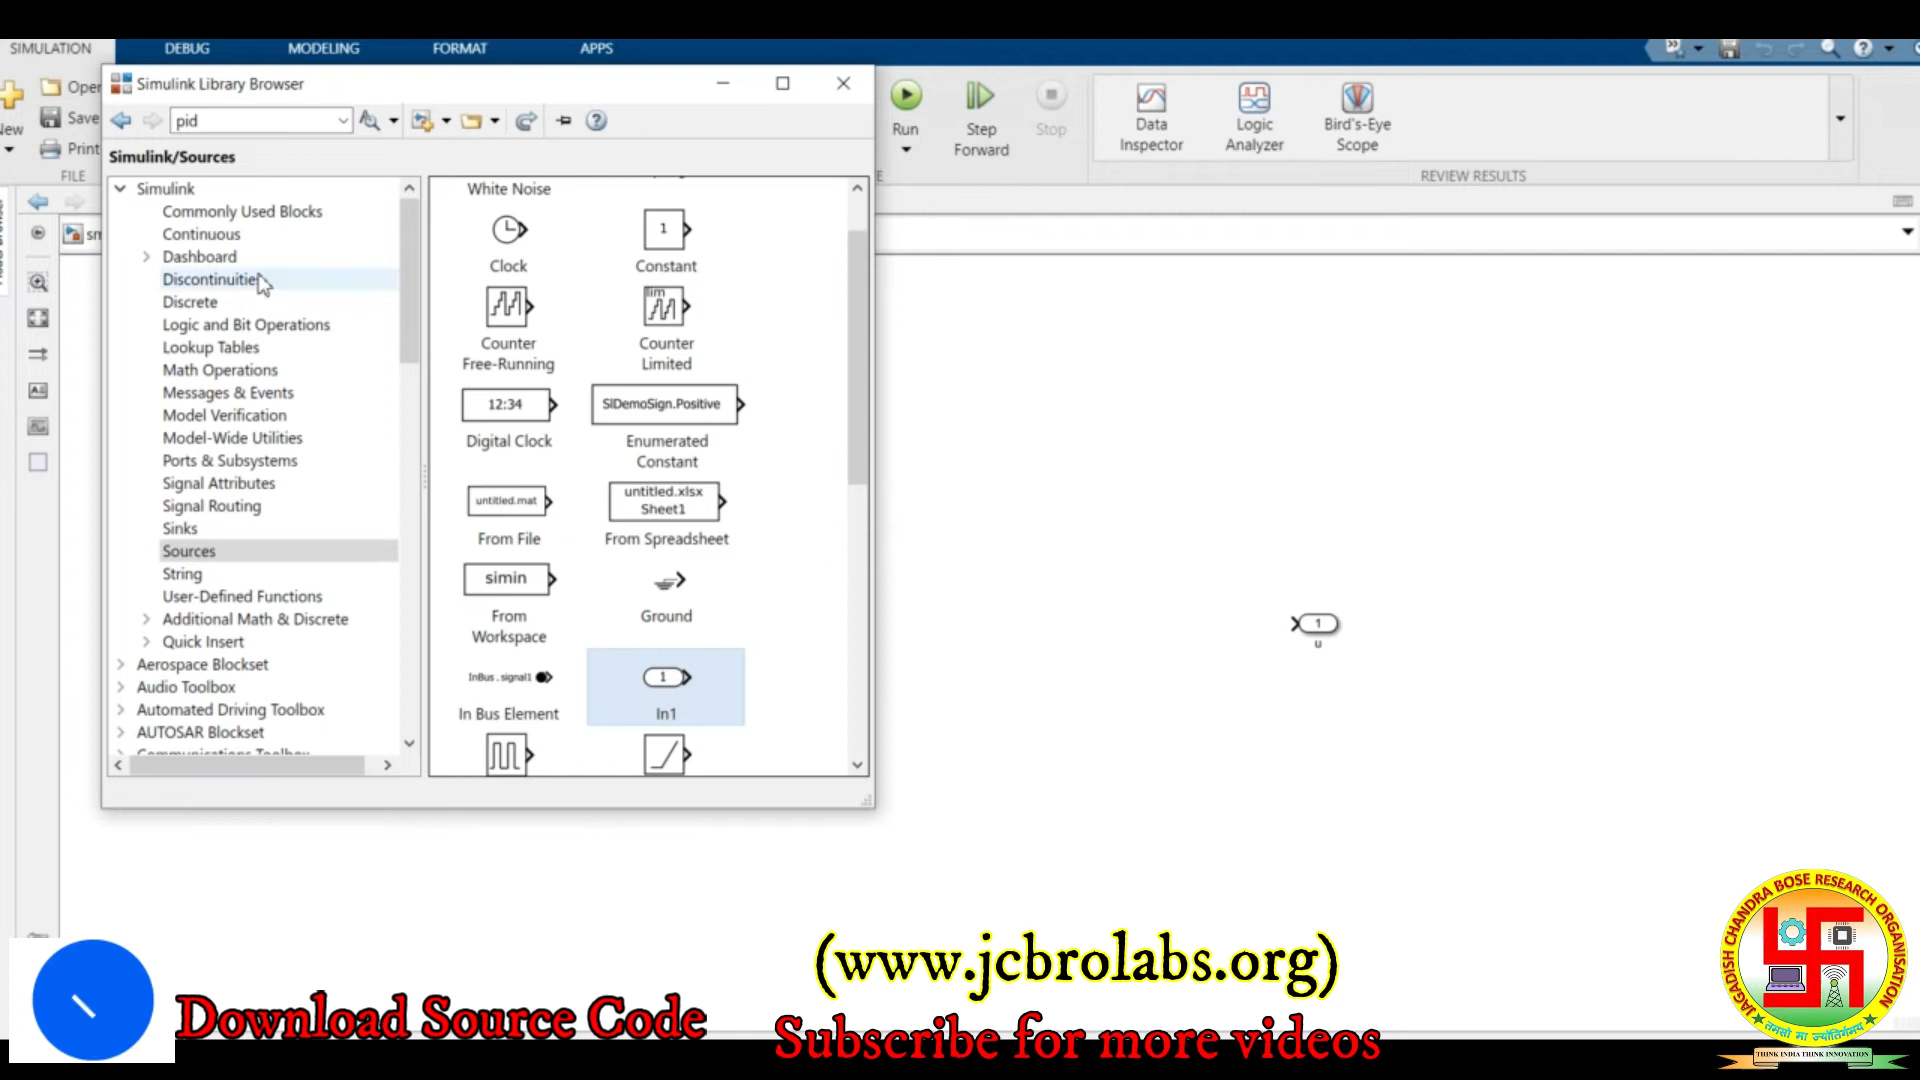 SIMULATION
DEBUG
MODELING
FORMAT
APPS
Simulink Library Browser
Open
Save
Print
New
FILE
pid
Run
Step
Forward
Stop
Data
Inspector
Logic
Analyzer
Bird's-Eye
Scope
REVIEW RESULTS
Simulink/Sources
Simulink
Commonly Used Blocks
Continuous
Dashboard
Discontinuitie
Discrete
Logic and Bit Operations
Lookup Tables
Math Operations
Messages & Events
Model Verification
Model-Wide Utilities
Ports & Subsystems
Signal Attributes
Signal Routing
Sinks
Sources
String
User-Defined Functions
Additional Math & Discrete
Quick Insert
Aerospace Blockset
Audio Toolbox
Automated Driving Toolbox
AUTOSAR Blockset
Communications Toolbox
White Noise
Clock
1
Constant
Counter
Free-Running
lim
Counter
Limited
12:34
Digital Clock
SlDemoSign.Positive
Enumerated
Constant
untitled.mat
From File
untitled.xlsx
Sheet1
From Spreadsheet
simin
From
Workspace
Ground
InBus.signal1
In Bus Element
1
In1
1
u
(www.jcbrolabs.org)
Download Source Code
Subscribe for more videos
JAGADISH CHANDRA BOSE RESEARCH ORGANISATION
तमसो मा ज्योतिर्गमय
THINK INDIA THINK INNOVATION